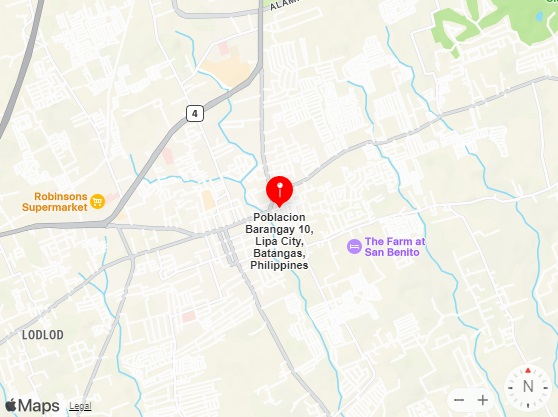 ALAM
4
Robinsons
Supermarket
Poblacion
Barangay 10,
Lipa City,
Batangas,
Philippines
The Farm at
San Benito
LODLOD
N
Maps
Legal